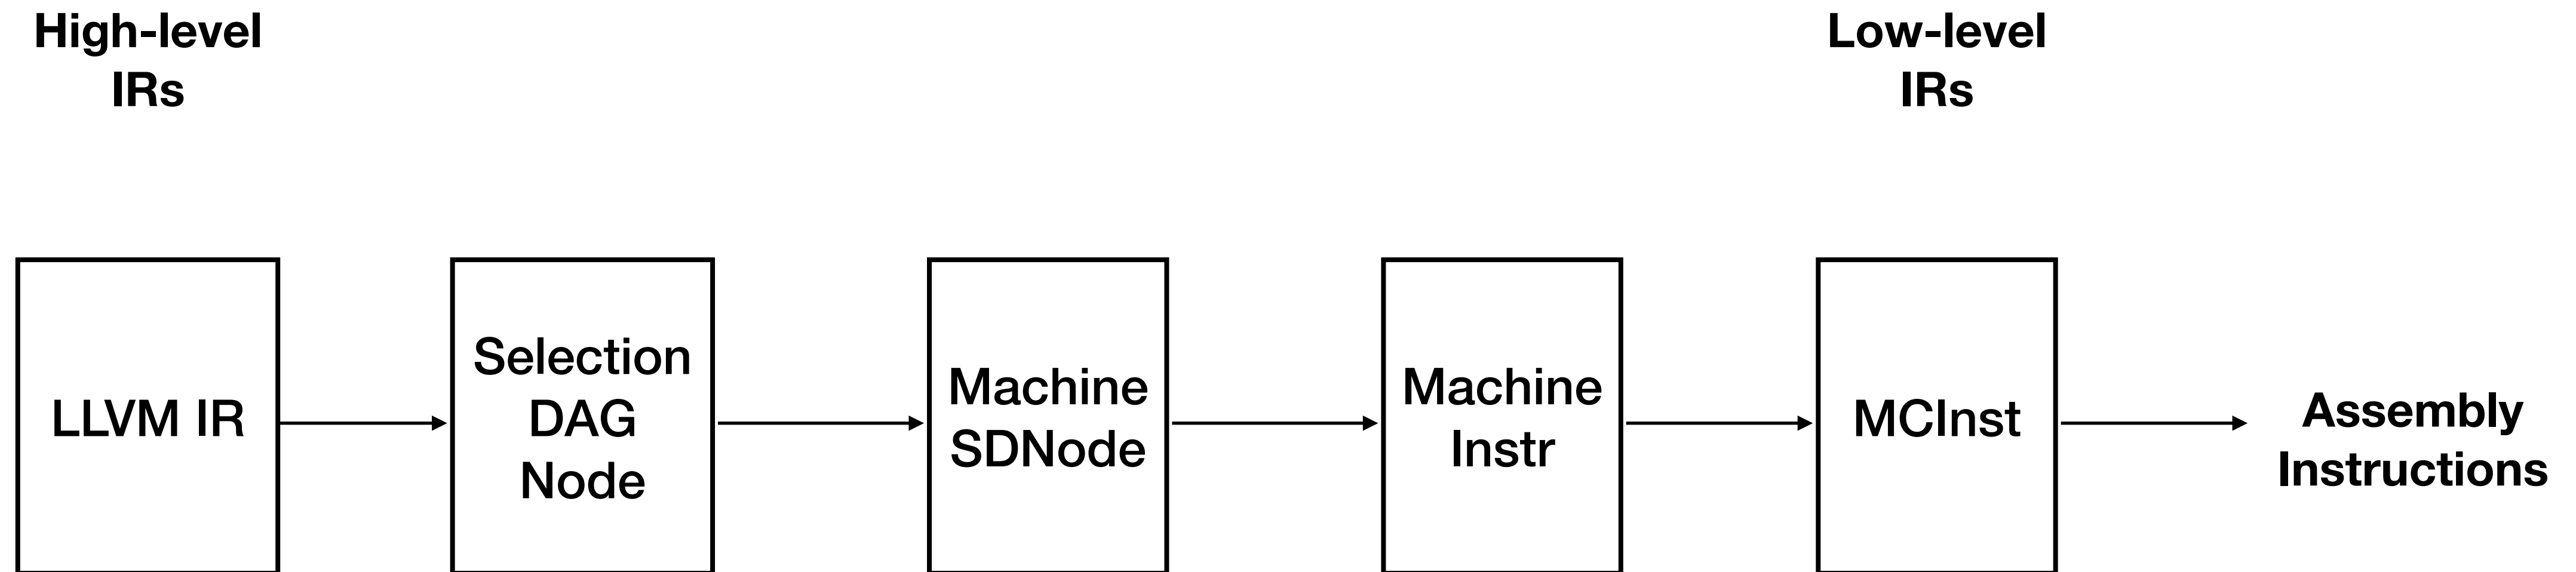 High-level
IRs
Low-level
IRs
LLVM IR
Selection
DAG
Node
Machine
SDNode
Machine
Instr
MCInst
Assembly
Instructions